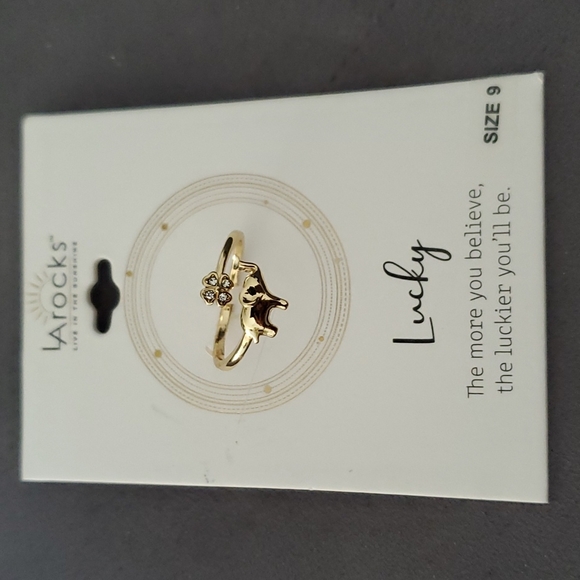 LAROCKS™
LIVE IN THE SUNSHINE
Lucky
The more you believe,
the luckier you'll be.
SIZE 9